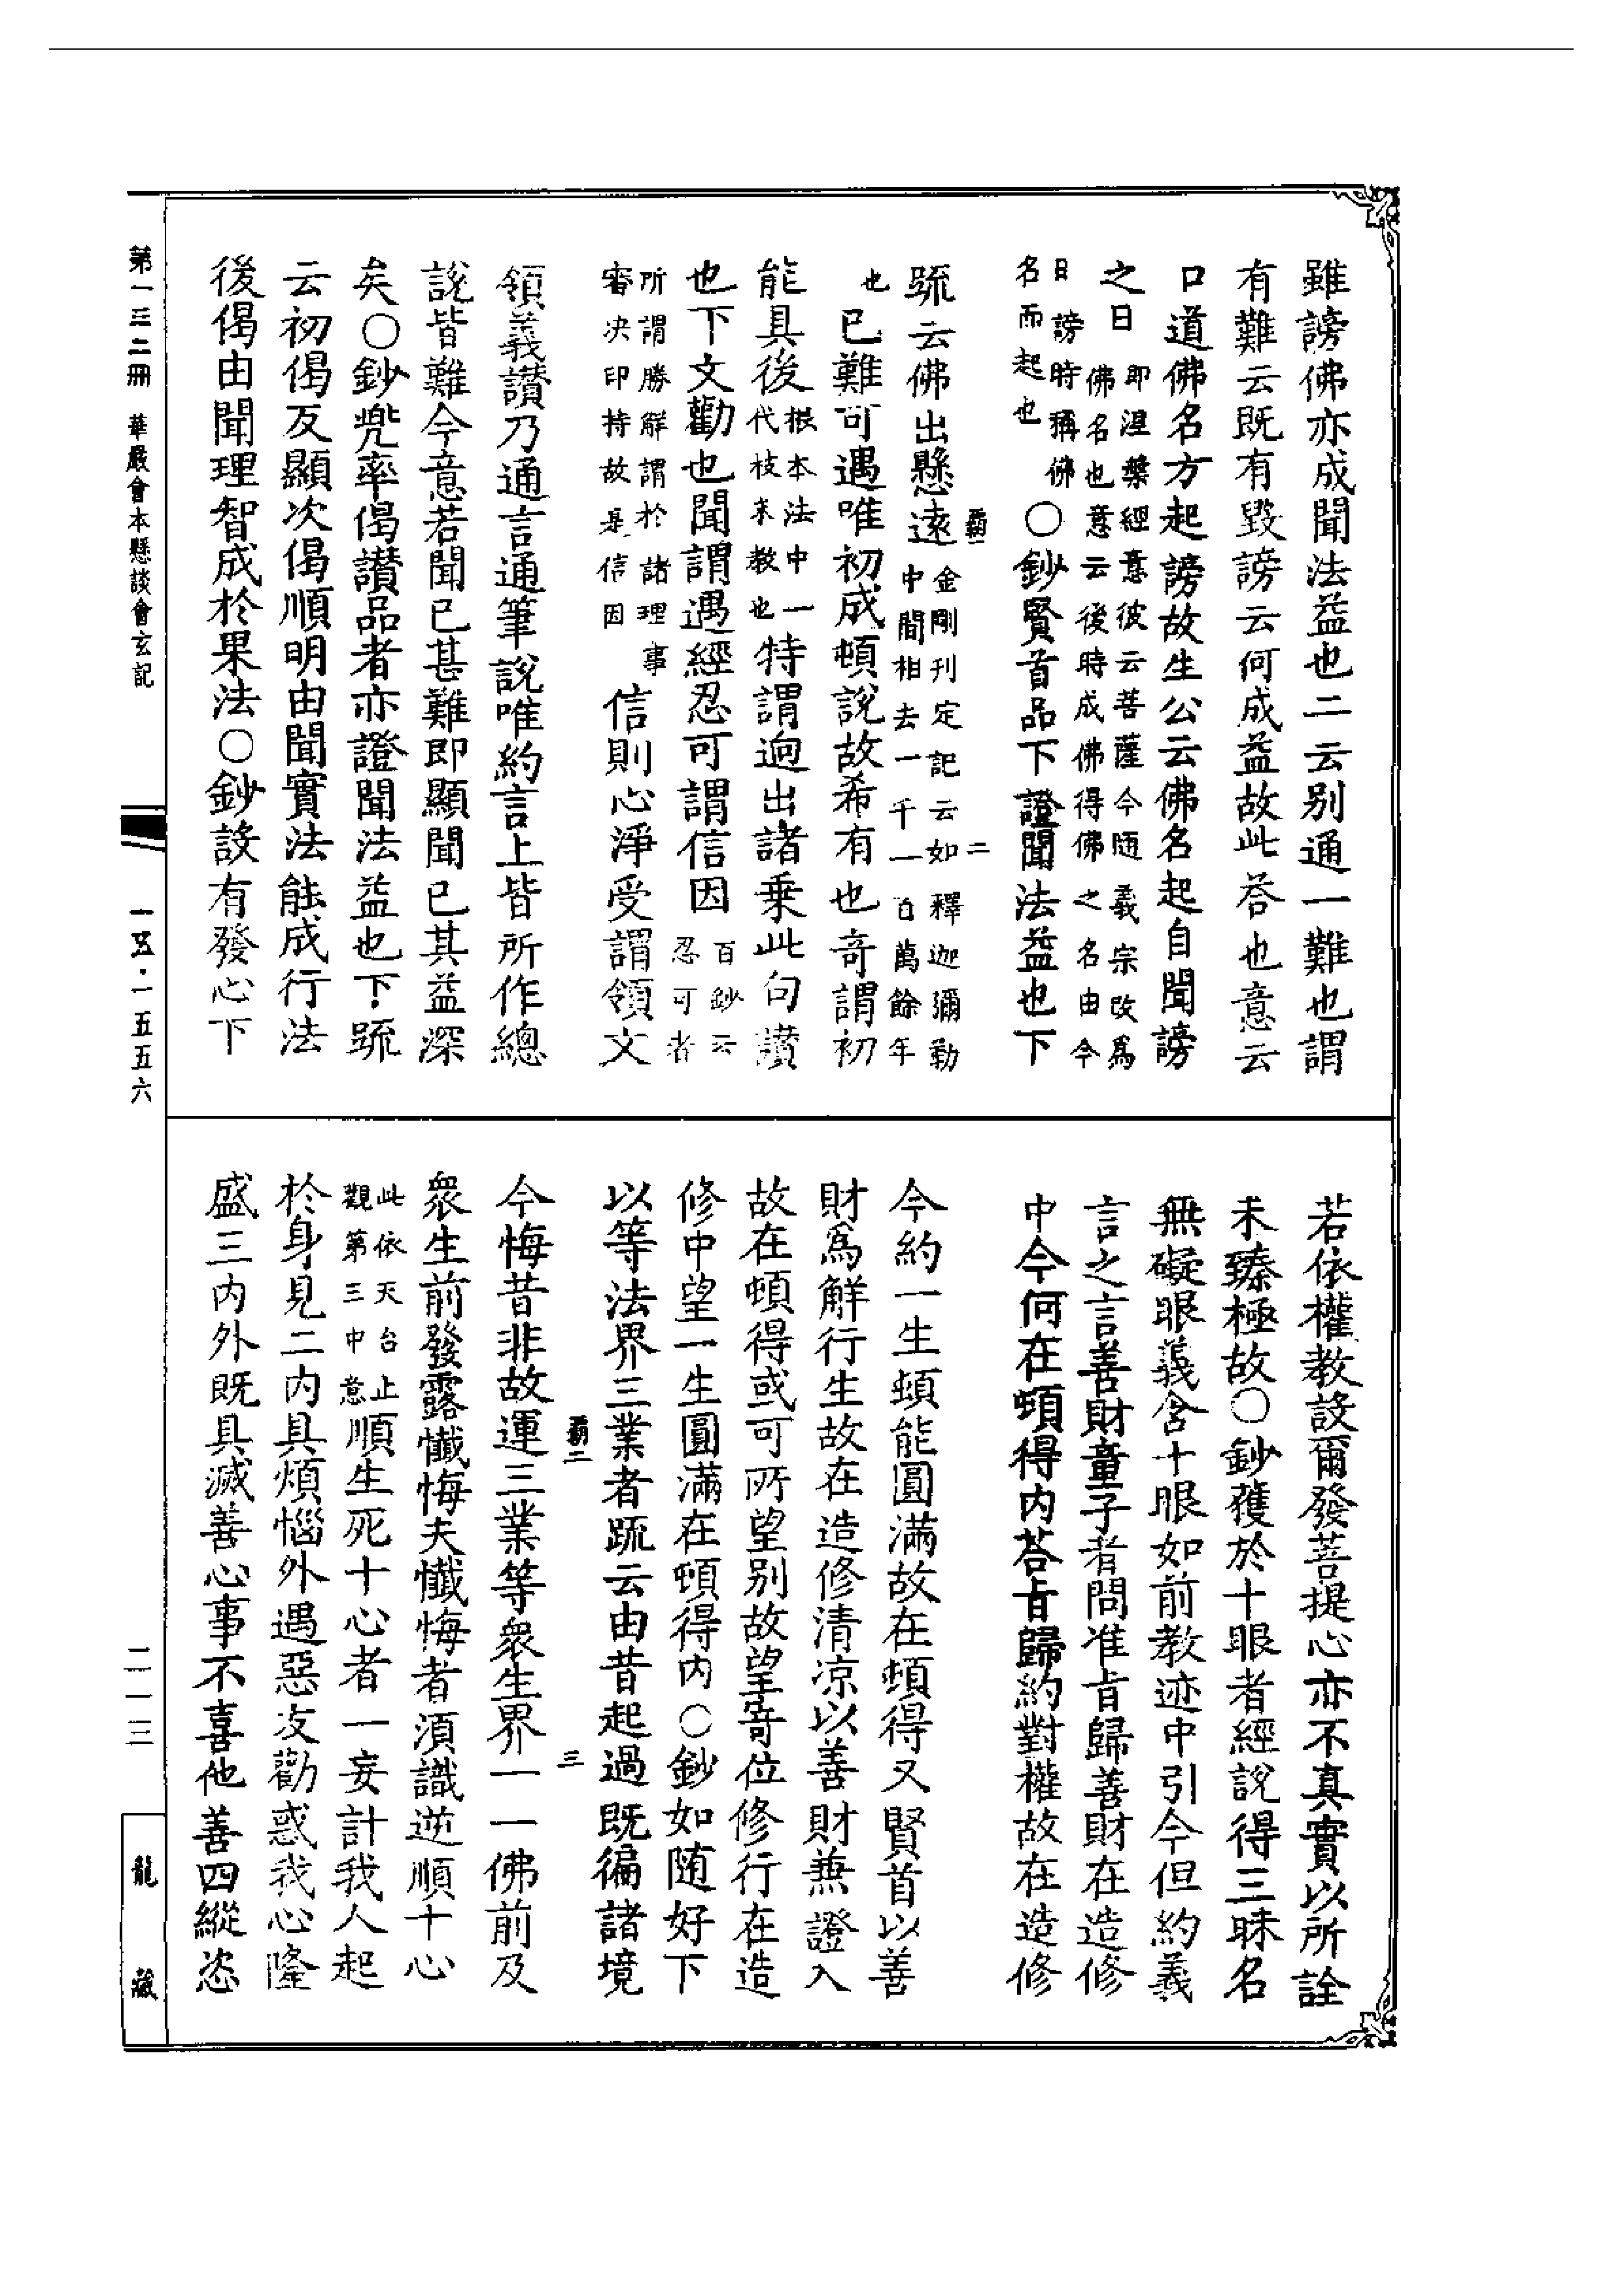 雖謗佛亦成聞法益也二云别通一難也謂
有難云既有毀謗云何成益故此荅也意云
口道佛名方起謗故生公云佛名起自聞謗
之日即涅槃經意彼云菩薩今随義宗改爲
佛名也意云後時成佛得佛之名由今
日謗時稱佛
名而起也
〇鈔賢首品下證聞法益也下
疏云佛出懸遠金剛刊定記云如釋迦彌勒
中間相去一千一百萬餘年
也
已難可遇唯初成頓說故希有也奇謂初
能具後根本法中一
代枝末教也
特謂逈出諸乗此句讃
也下文勸也聞謂遇經忍可謂信因百鈔云
忍可者
所謂勝解謂於諸理事
審决印持故是信因
信則心淨受謂領文
領義讃乃通言通筆說唯約言上皆所作總
說皆難今意若聞已甚難即顯聞已其益深
矣〇鈔兠率偈讃品者亦證聞法益也下疏
云初偈反顯次偈順明由聞實法能成行法
後偈由聞理智成於果法〇鈔設有發心下
若依權教設爾發菩提心亦不真實以所詮
未臻極故〇鈔獲於十眼者經說得三昧名
無礙眼義含十眼如前教迹中引今但約義
言之言善財童子者問准㫖歸善財在造修
中今何在頓得内荅㫖歸約對權故在造修
今約一生頓能圓滿故在頓得又賢首以善
財爲解行生故在造修清凉以善財兼證入
故在頓得或可所望别故望寄位修行在造
修中望一生圓滿在頓得内〇鈔如随好下
以等法界三業者疏云由昔起過既徧諸境
今悔昔非故運三業等衆生界一一佛前及
衆生前發露懺悔夫懺悔者須識逆順十心
此依天台止
觀第三中意
順生死十心者一妄計我人起
於身見二内具煩惱外遇惡友勸惑我心隆
盛三内外既具滅善心事不喜他善四縱恣
霸一
二
霸二
三
第一三二冊 華嚴會本懸談會玄記
一五·一五五六
二一三
龍藏